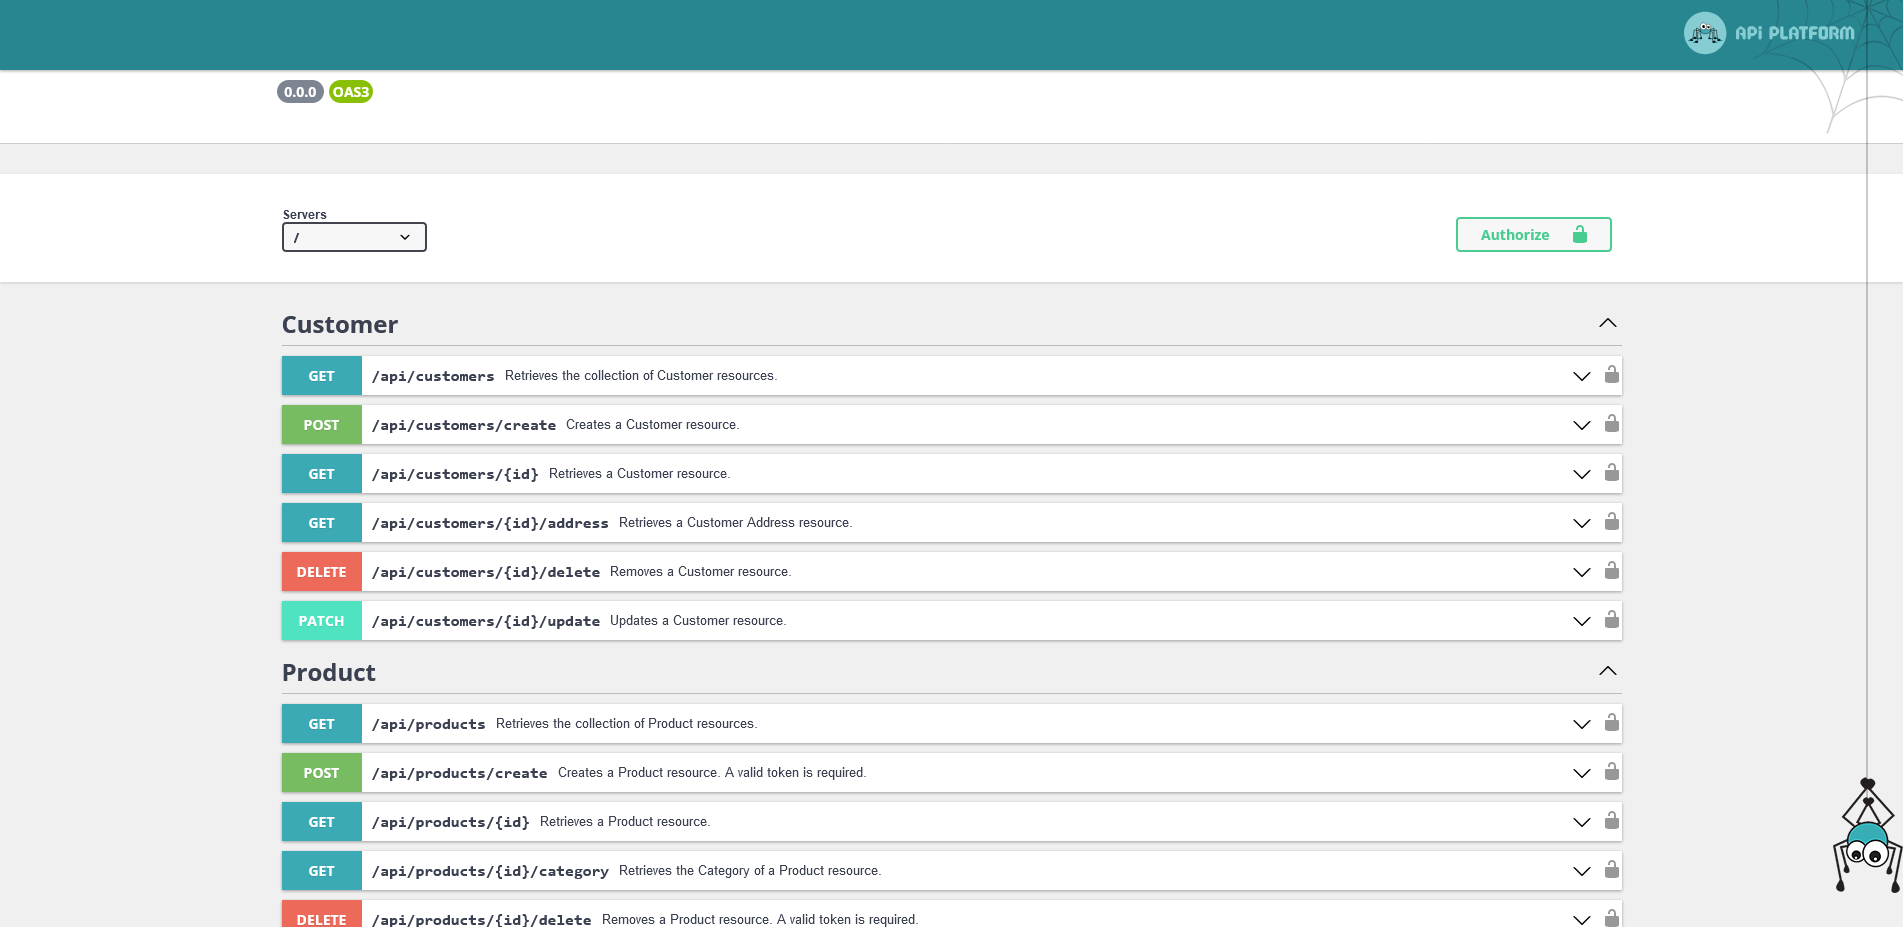 APi PLATFORM
0.0.0 OAS3
Servers
/
Authorize
Customer
GET /api/customers Retrieves the collection of Customer resources.
POST /api/customers/create Creates a Customer resource.
GET /api/customers/{id} Retrieves a Customer resource.
GET /api/customers/{id}/address Retrieves a Customer Address resource.
DELETE /api/customers/{id}/delete Removes a Customer resource.
PATCH /api/customers/{id}/update Updates a Customer resource.
Product
GET /api/products Retrieves the collection of Product resources.
POST /api/products/create Creates a Product resource. A valid token is required.
GET /api/products/{id} Retrieves a Product resource.
GET /api/products/{id}/category Retrieves the Category of a Product resource.
DELETE /api/products/{id}/delete Removes a Product resource. A valid token is required.